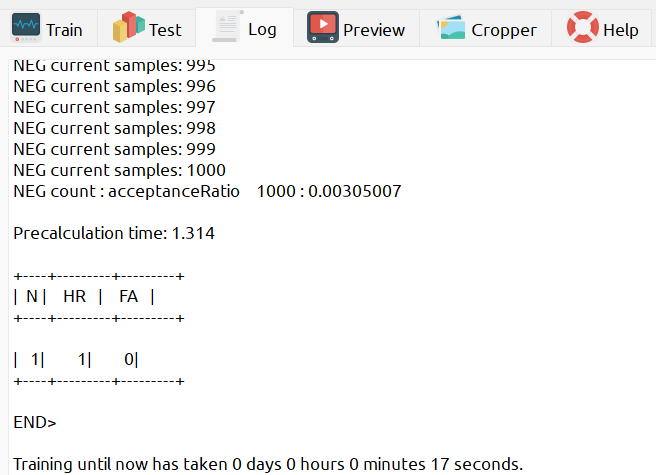 Train Test Log Preview Cropper Help
NEG current samples: 995
NEG current samples: 996
NEG current samples: 997
NEG current samples: 998
NEG current samples: 999
NEG current samples: 1000
NEG count : acceptanceRatio    1000 : 0.00305007
Precalculation time: 1.314
+----+---------+---------+
|  N |    HR   |    FA   |
+----+---------+---------+
|   1|        1|        0|
+----+---------+---------+
END>
Training until now has taken 0 days 0 hours 0 minutes 17 seconds.